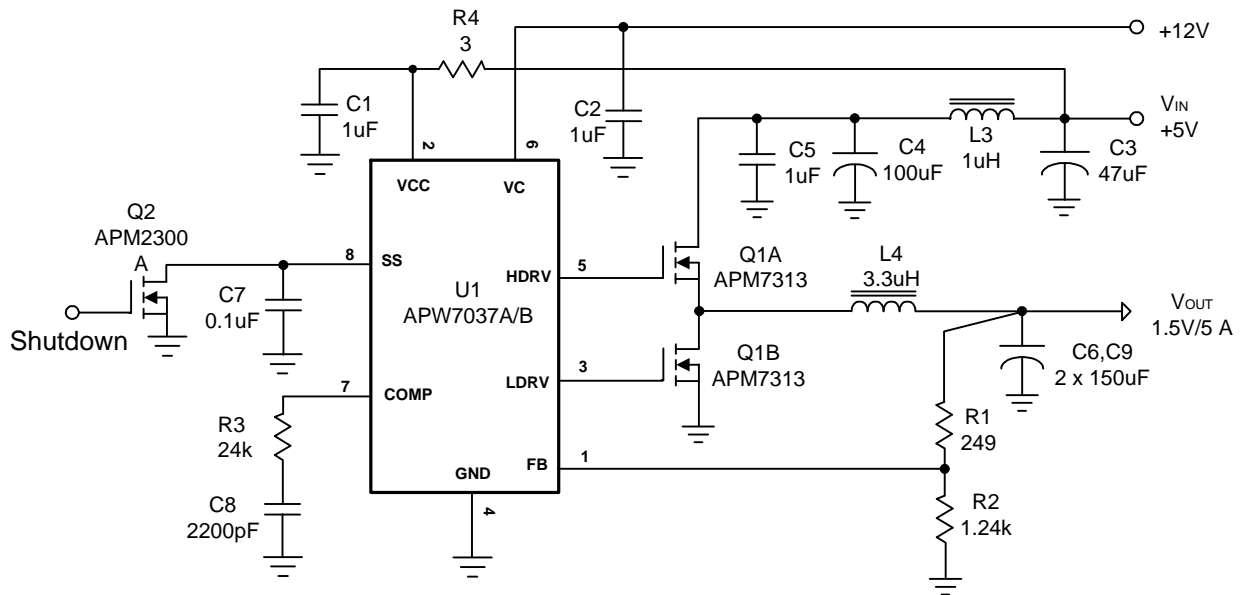 R4
3
+12V
C1
1uF
C2
1uF
VIN
+5V
L3
1uH
C5
1uF
C4
100uF
C3
47uF
2
6
VCC
VC
Q2
APM2300
A
8
SS
HDRV
5
Q1A
APM7313
L4
3.3uH
U1
APW7037A/B
C7
0.1uF
Shutdown
VOUT
1.5V/5 A
LDRV
3
Q1B
APM7313
C6,C9
2 x 150uF
7
COMP
R3
24k
R1
249
FB
1
GND
4
C8
2200pF
R2
1.24k